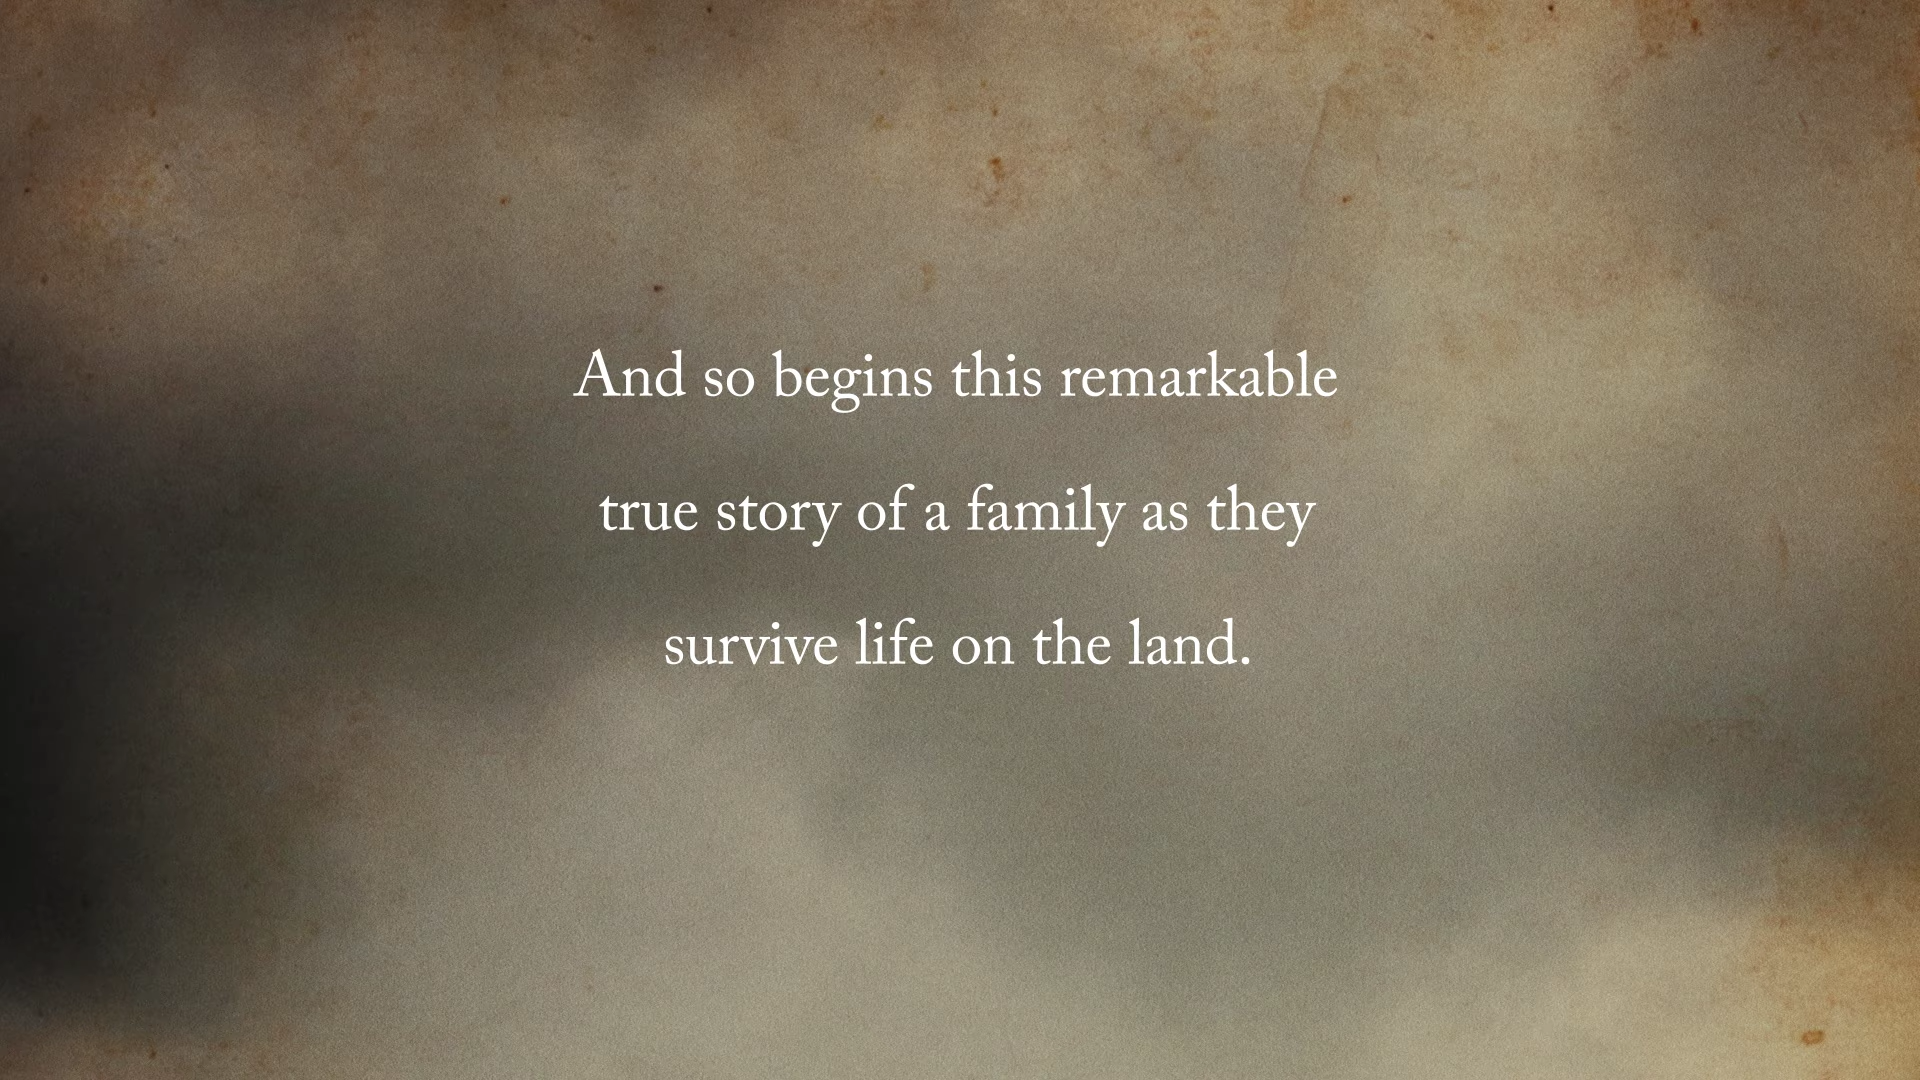 And so begins this remarkable
true story of a family as they
survive life on the land.